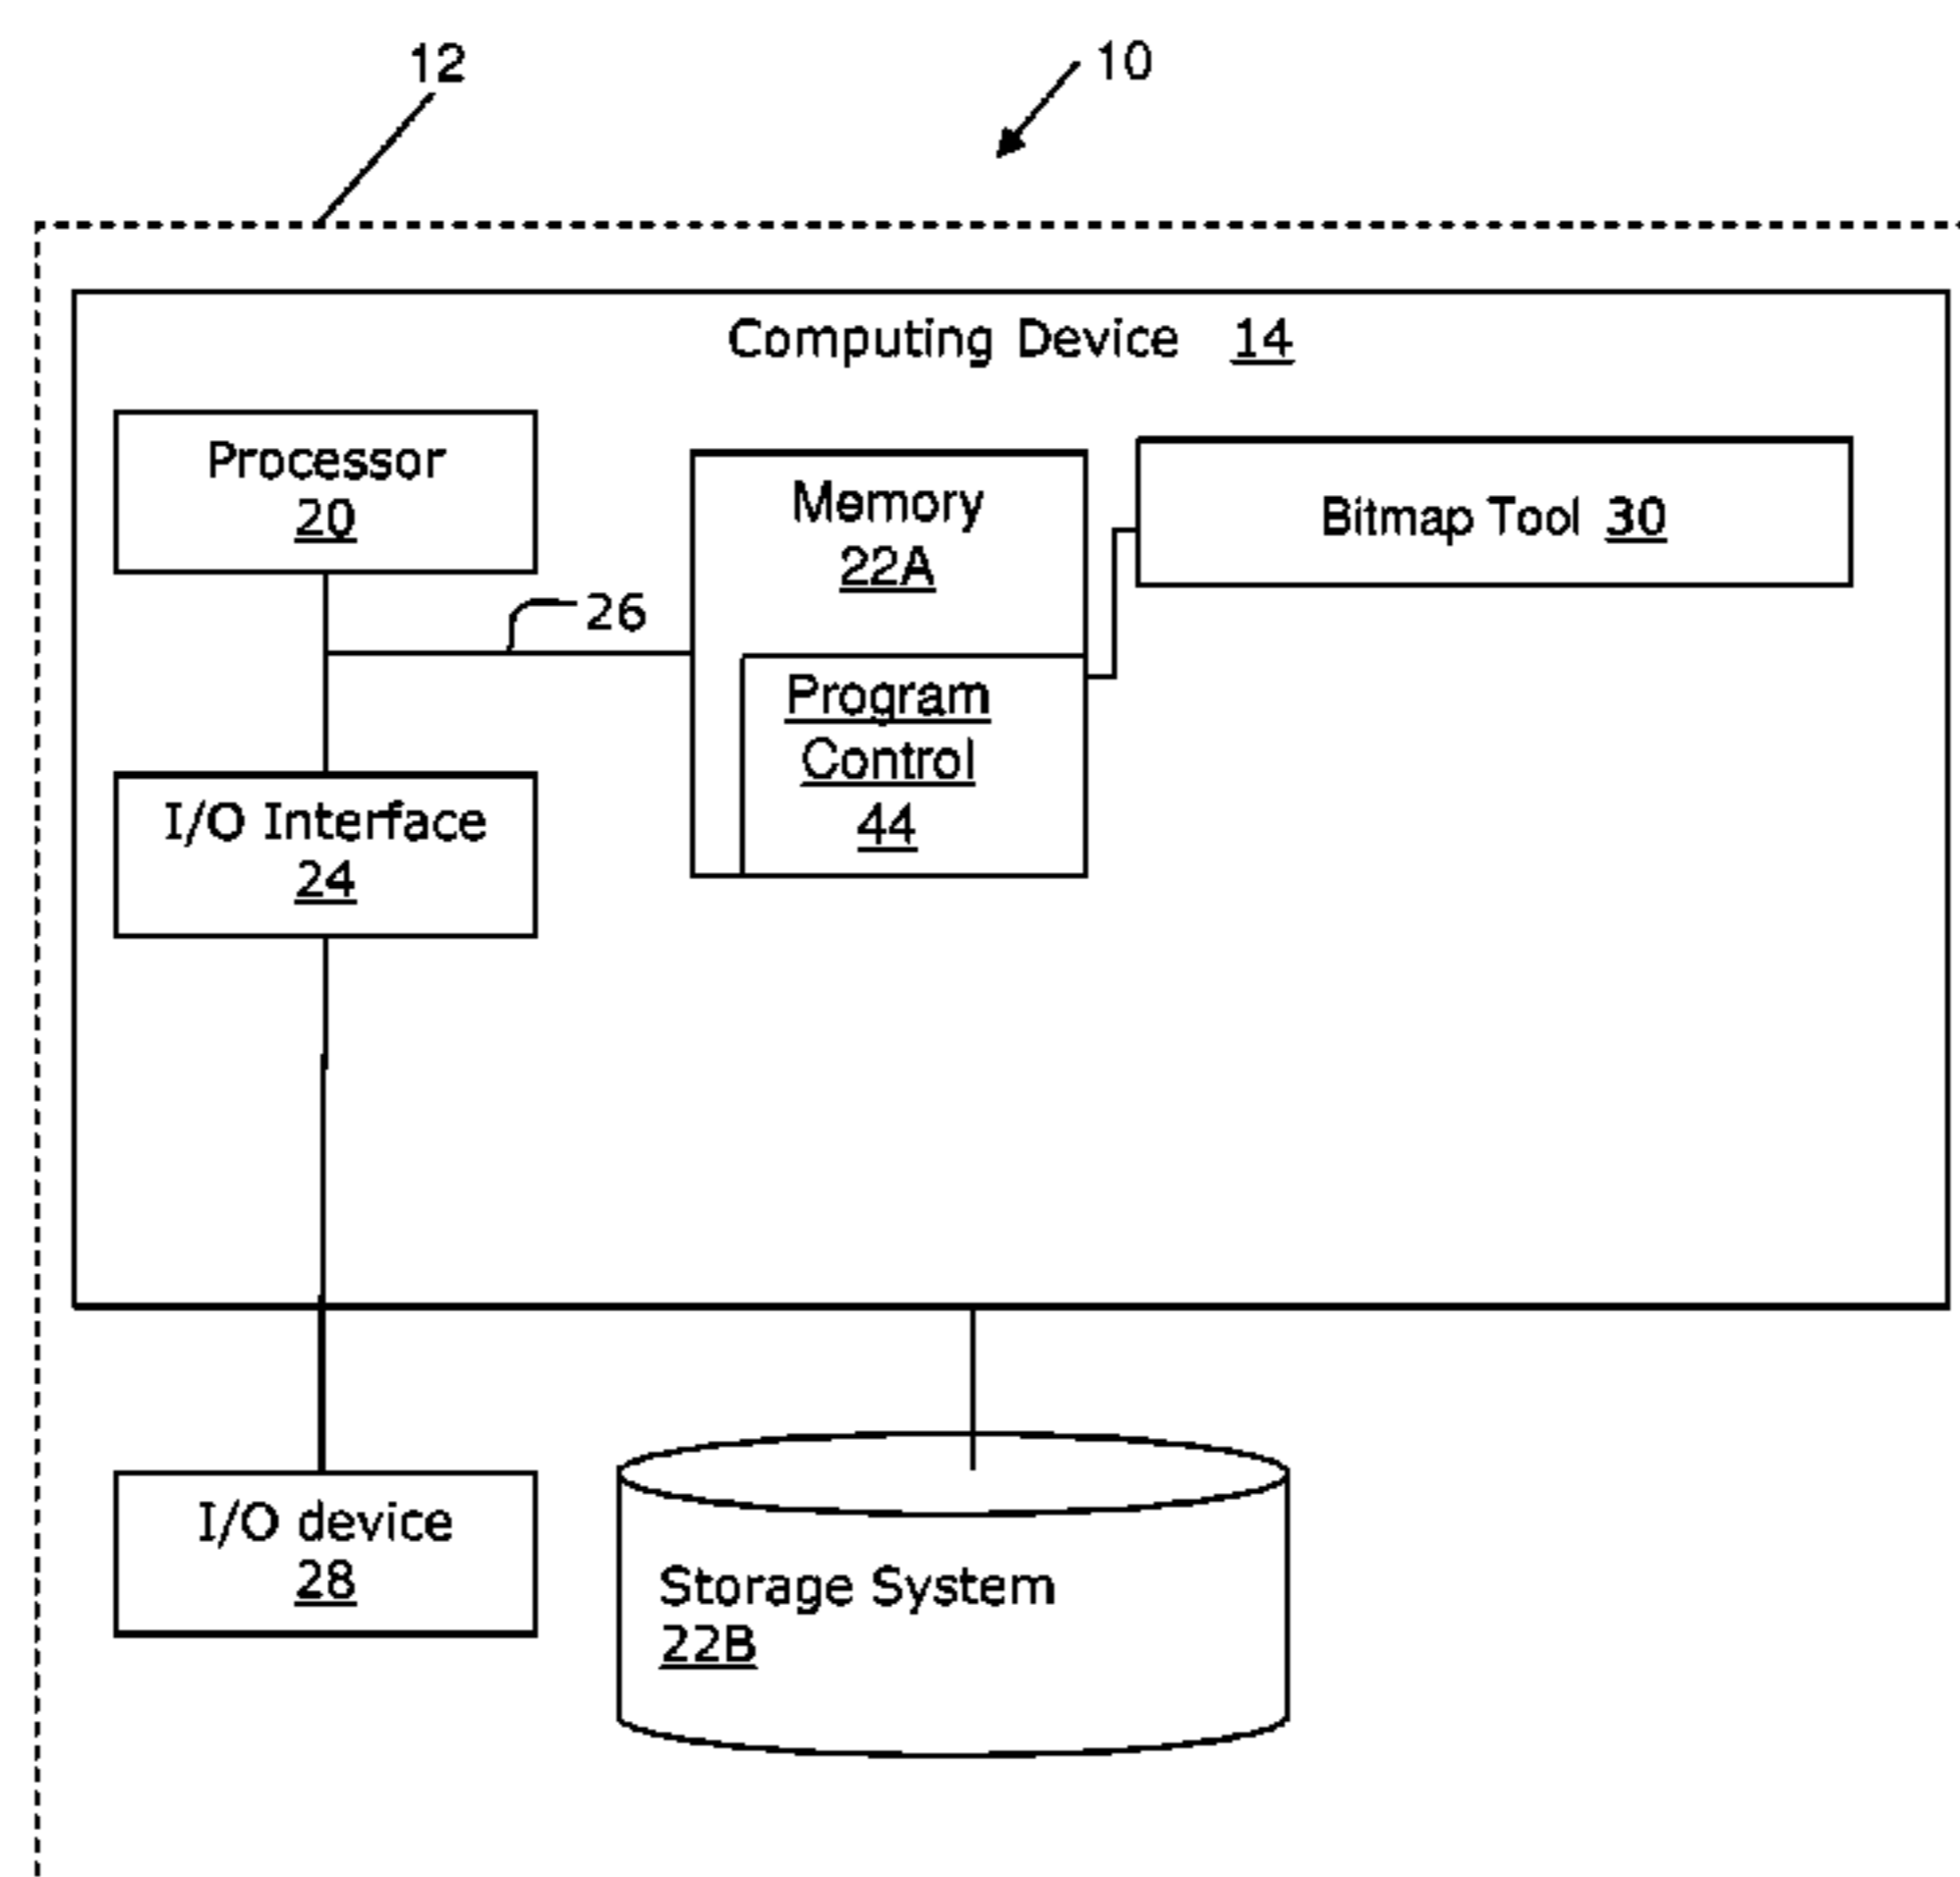 12
10
Computing Device 14
Processor
20
Memory
22A
Bitmap Tool 30
26
Program
Control
44
I/O Interface
24
I/O device
28
Storage System
22B